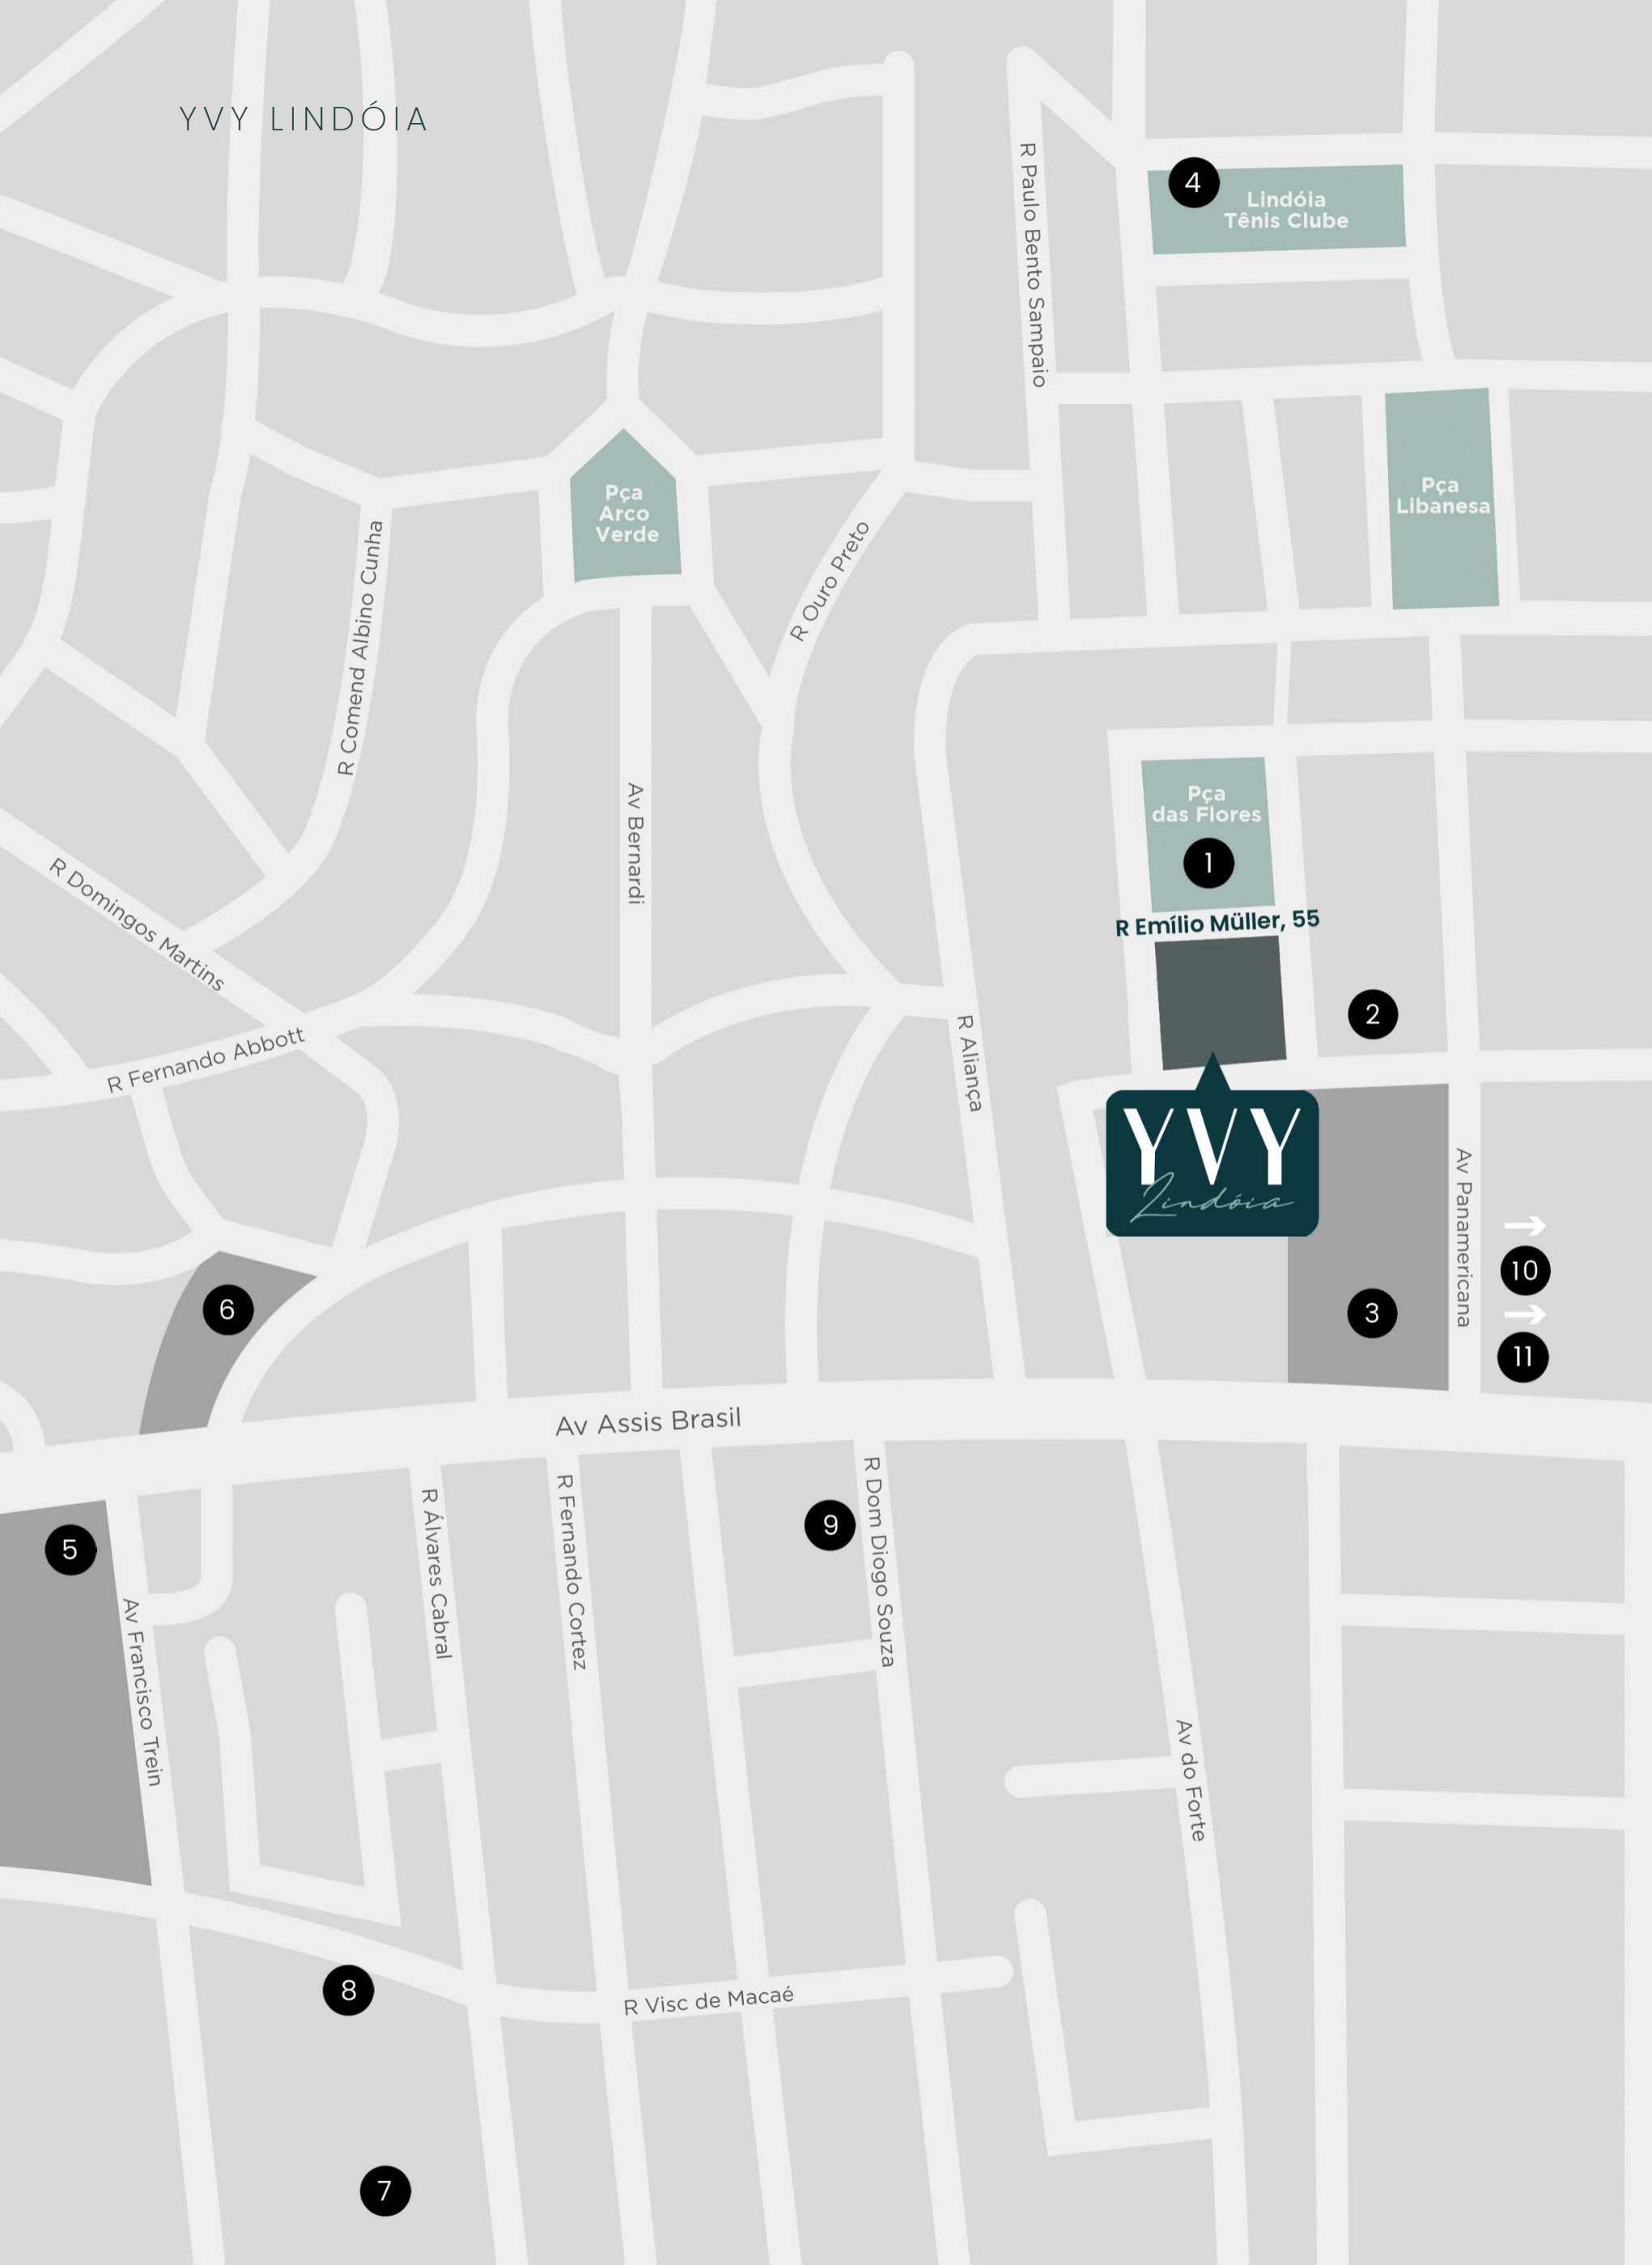 YVY LINDÓIA
R Paulo Bento Sampaio
4
Lindóia
Tênis Clube
Pça
Libanesa
Pça
Arco
Verde
R Comend Albino Cunha
R Ouro Preto
Av Bernardi
Pça
das Flores
1
R Emílio Müller, 55
R Domingos Martins
R Fernando Abbott
R Aliança
2
YVY
Lindóia
Av Panamericana
10
3
11
6
Av Assis Brasil
5
Av Francisco Trein
R Álvares Cabral
R Fernando Cortez
9
R Dom Diogo Souza
Av do Forte
8
R Visc de Macaé
7